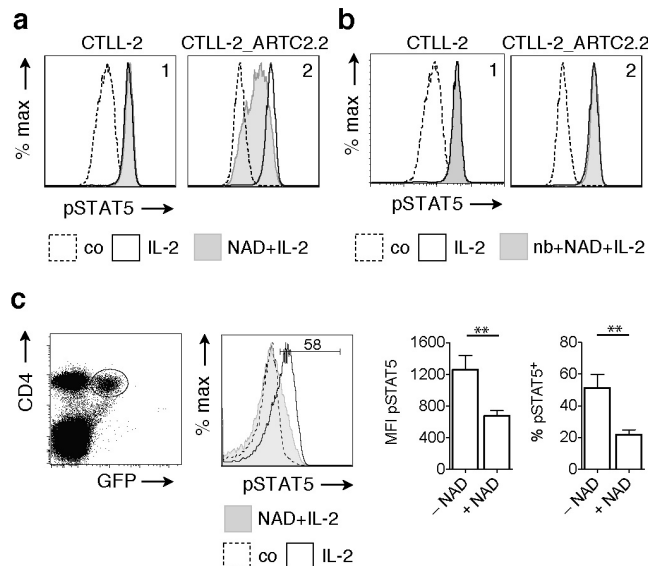 a
CTLL-2
CTLL-2_ARTC2.2
1
2
% max
pSTAT5
co
IL-2
NAD+IL-2
b
CTLL-2
CTLL-2_ARTC2.2
1
2
% max
pSTAT5
co
IL-2
nb+NAD+IL-2
c
CD4
GFP
% max
58
pSTAT5
NAD+IL-2
co
IL-2
MFI pSTAT5
1600
1200
800
400
**
– NAD
+ NAD
% pSTAT5+
80
60
40
20
0
**
– NAD
+ NAD